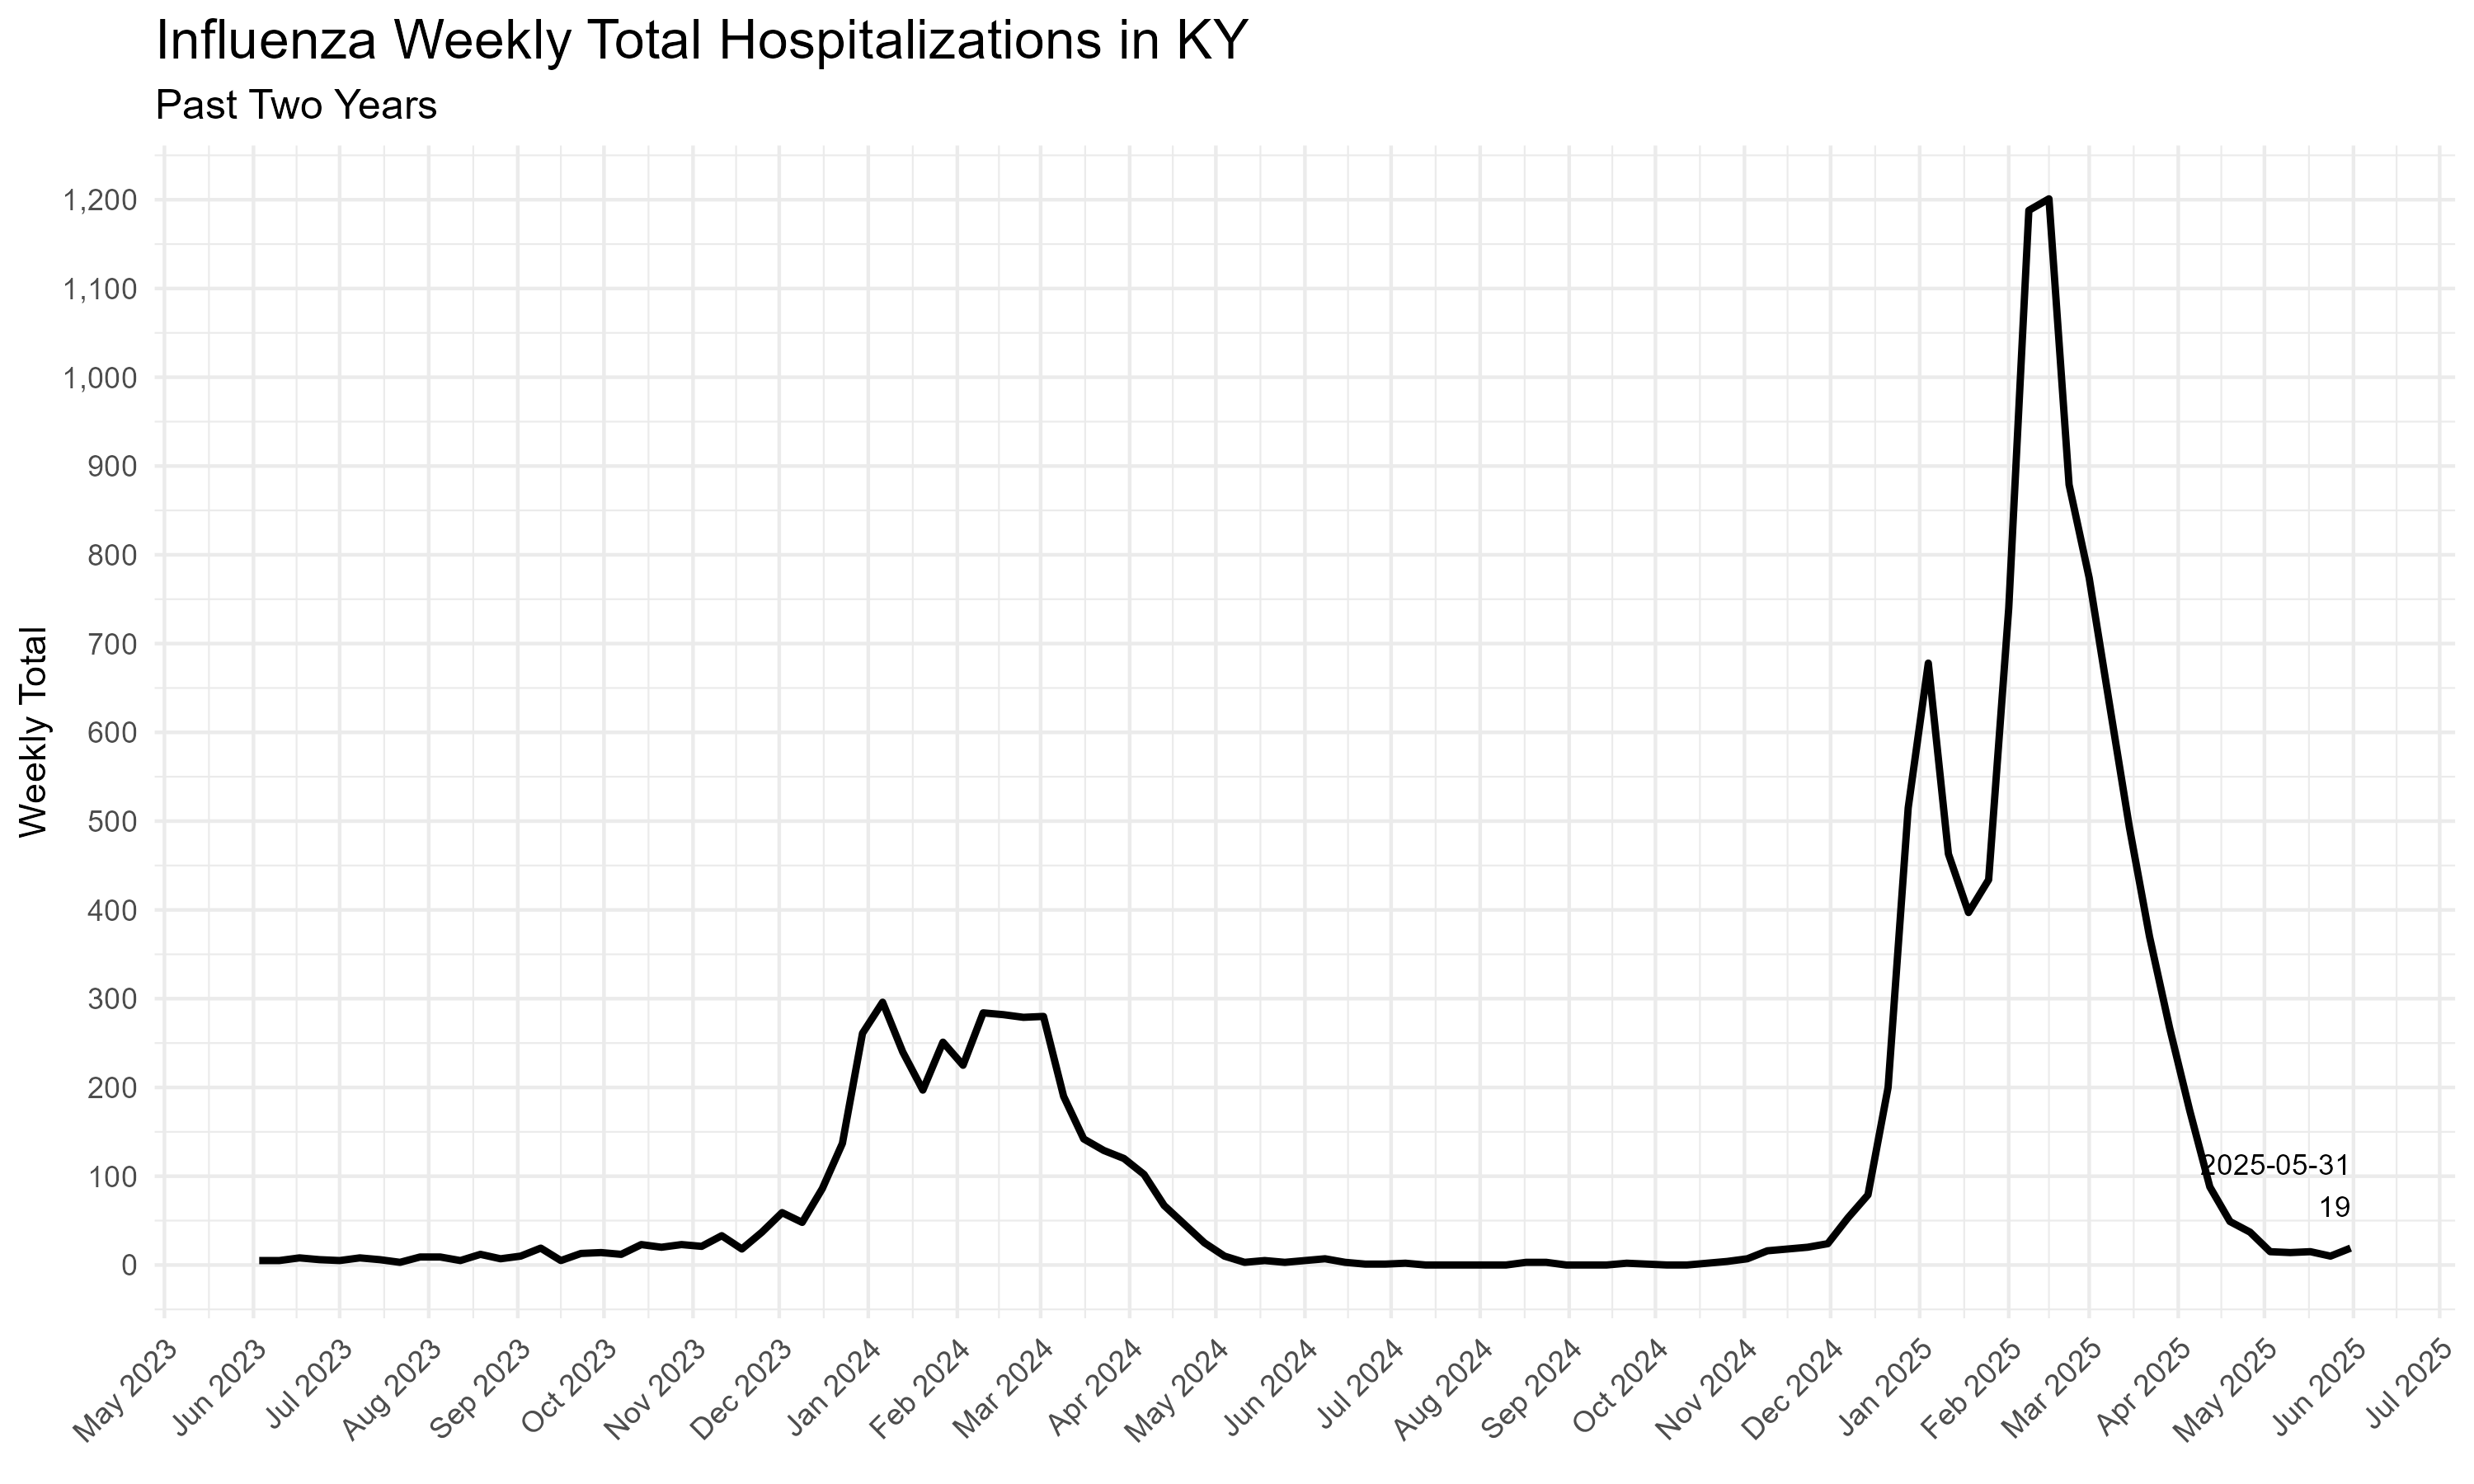 Influenza Weekly Total Hospitalizations in KY
Past Two Years
Weekly Total
1,200
1,100
1,000
900
800
700
600
500
400
300
200
100
0
2025-05-31
19
May 2023
Jun 2023
Jul 2023
Aug 2023
Sep 2023
Oct 2023
Nov 2023
Dec 2023
Jan 2024
Feb 2024
Mar 2024
Apr 2024
May 2024
Jun 2024
Jul 2024
Aug 2024
Sep 2024
Oct 2024
Nov 2024
Dec 2024
Jan 2025
Feb 2025
Mar 2025
Apr 2025
May 2025
Jun 2025
Jul 2025